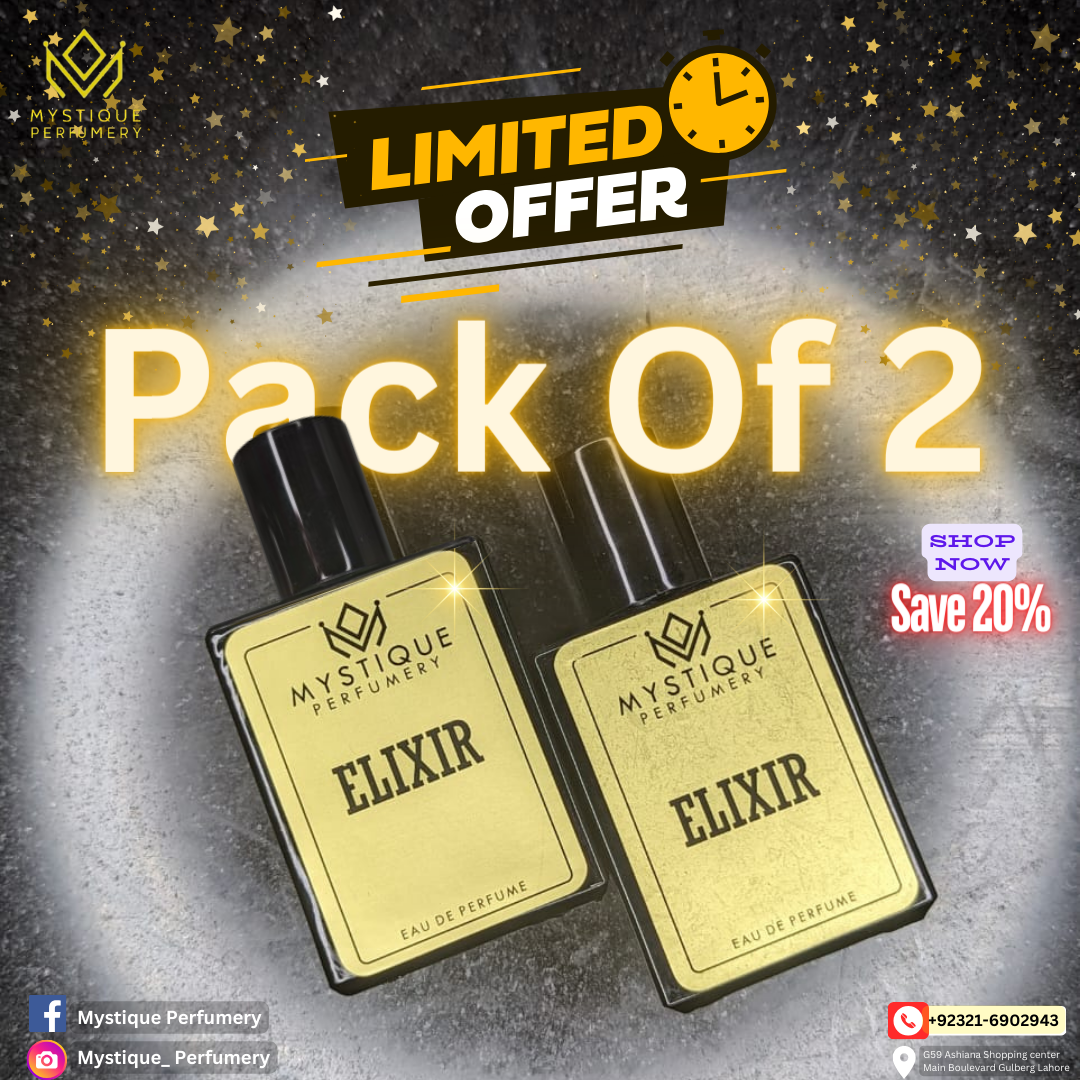 MYSTIQUE
PERFUMERY
LIMITED
OFFER
Pack Of 2
SHOP
NOW
Save 20%
MYSTIQUE
PERFUMERY
ELIXIR
EAU DE PERFUME
MYSTIQUE
PERFUMERY
ELIXIR
EAU DE PERFUME
Mystique Perfumery
Mystique_ Perfumery
+92321-6902943
G59 Ashiana Shopping center
Main Boulevard Gulberg Lahore